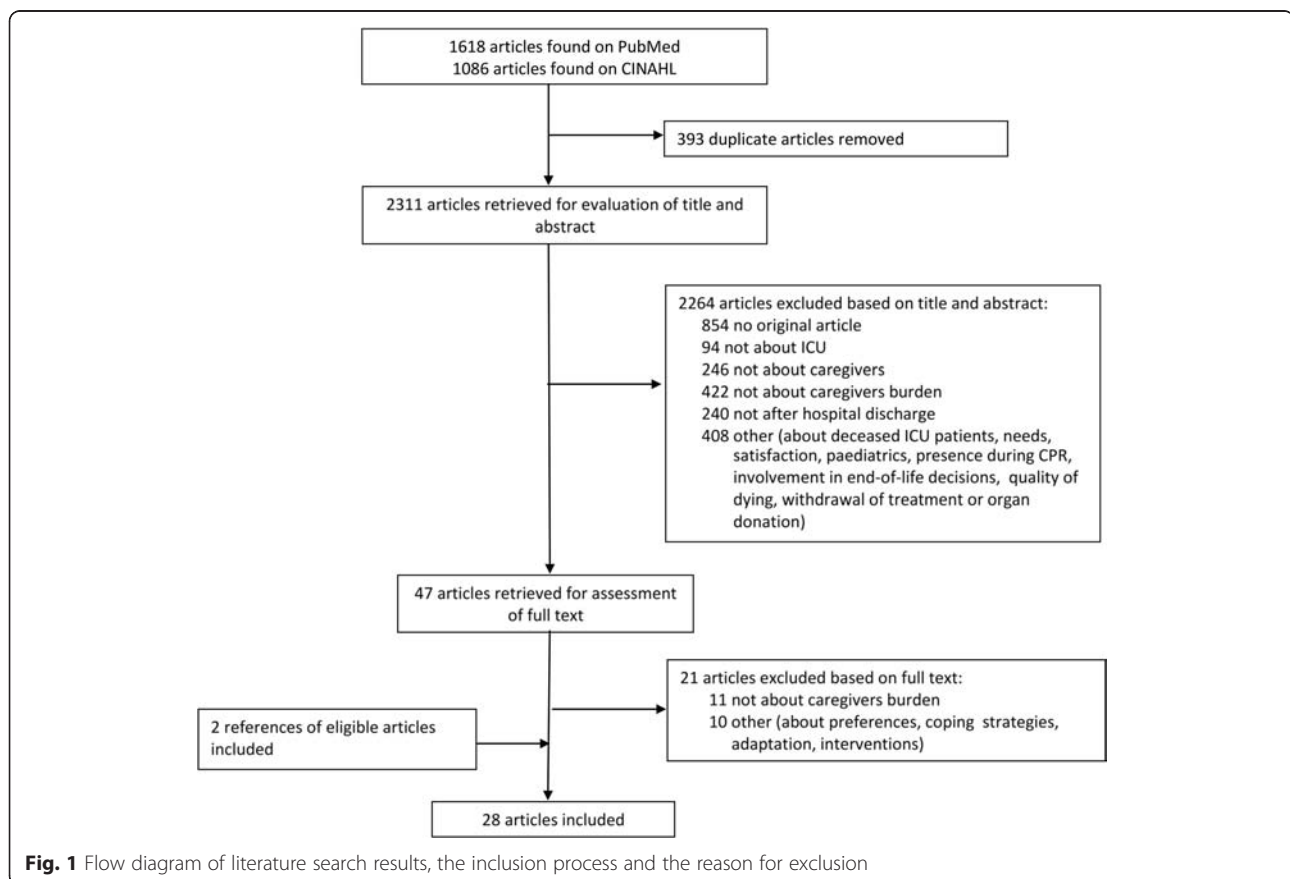 1618 articles found on PubMed
1086 articles found on CINAHL
393 duplicate articles removed
2311 articles retrieved for evaluation of title and
abstract
2264 articles excluded based on title and abstract:
854 no original article
94 not about ICU
246 not about caregivers
422 not about caregivers burden
240 not after hospital discharge
408 other (about deceased ICU patients, needs,
satisfaction, paediatrics, presence during CPR,
involvement in end-of-life decisions, quality of
dying, withdrawal of treatment or organ
donation)
47 articles retrieved for assessment
of full text
21 articles excluded based on full text:
11 not about caregivers burden
10 other (about preferences, coping strategies,
adaptation, interventions)
2 references of eligible articles
included
28 articles included
Fig. 1 Flow diagram of literature search results, the inclusion process and the reason for exclusion